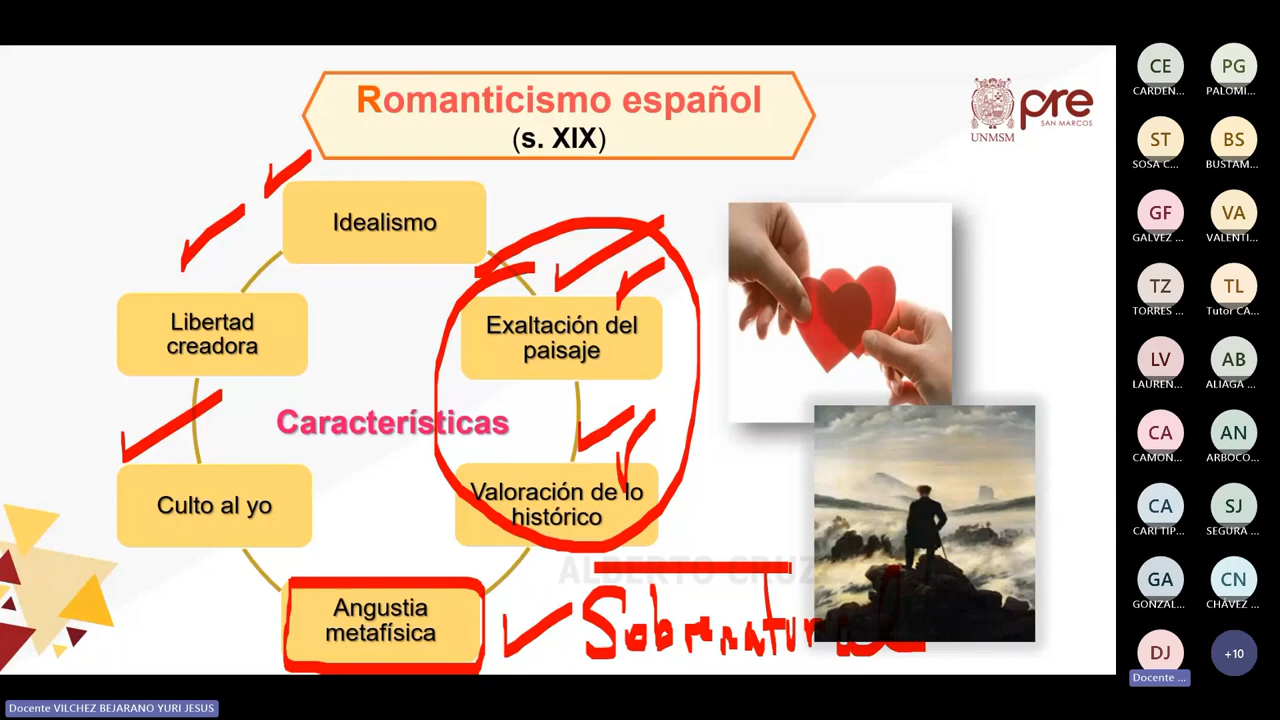 Romanticismo español
(s. XIX)
UNMSM
pre
SAN MARCOS
Idealismo
Libertad
creadora
Exaltación del
paisaje
Características
Culto al yo
Valoración de lo
histórico
ALBERTO CRUZ
Angustia
metafísica
Sobrenatural
CE
CARDEN...
PG
PALOMI...
ST
SOSA C...
BS
BUSTAM...
GF
GALVEZ ...
VA
VALENTI...
TZ
TORRES ...
TL
Tutor CA...
LV
LAUREN...
AB
ALIAGA ...
CA
CAMON...
AN
ARBOCO...
CA
CARI TIP...
SJ
SEGURA ...
GA
GONZAL...
CN
CHÁVEZ ...
DJ
Docente ...
+10
Docente VILCHEZ BEJARANO YURI JESUS